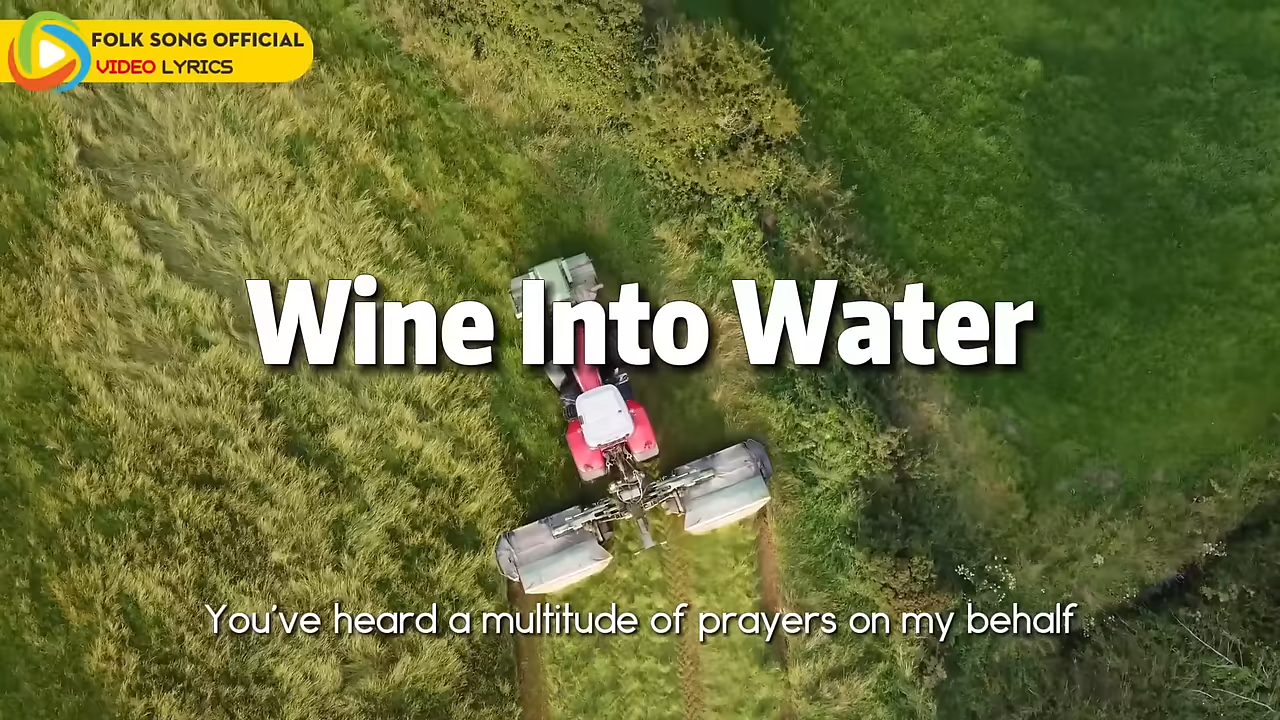 FOLK SONG OFFICIAL
VIDEO LYRICS
Wine Into Water
You've heard a multitude of prayers on my behalf